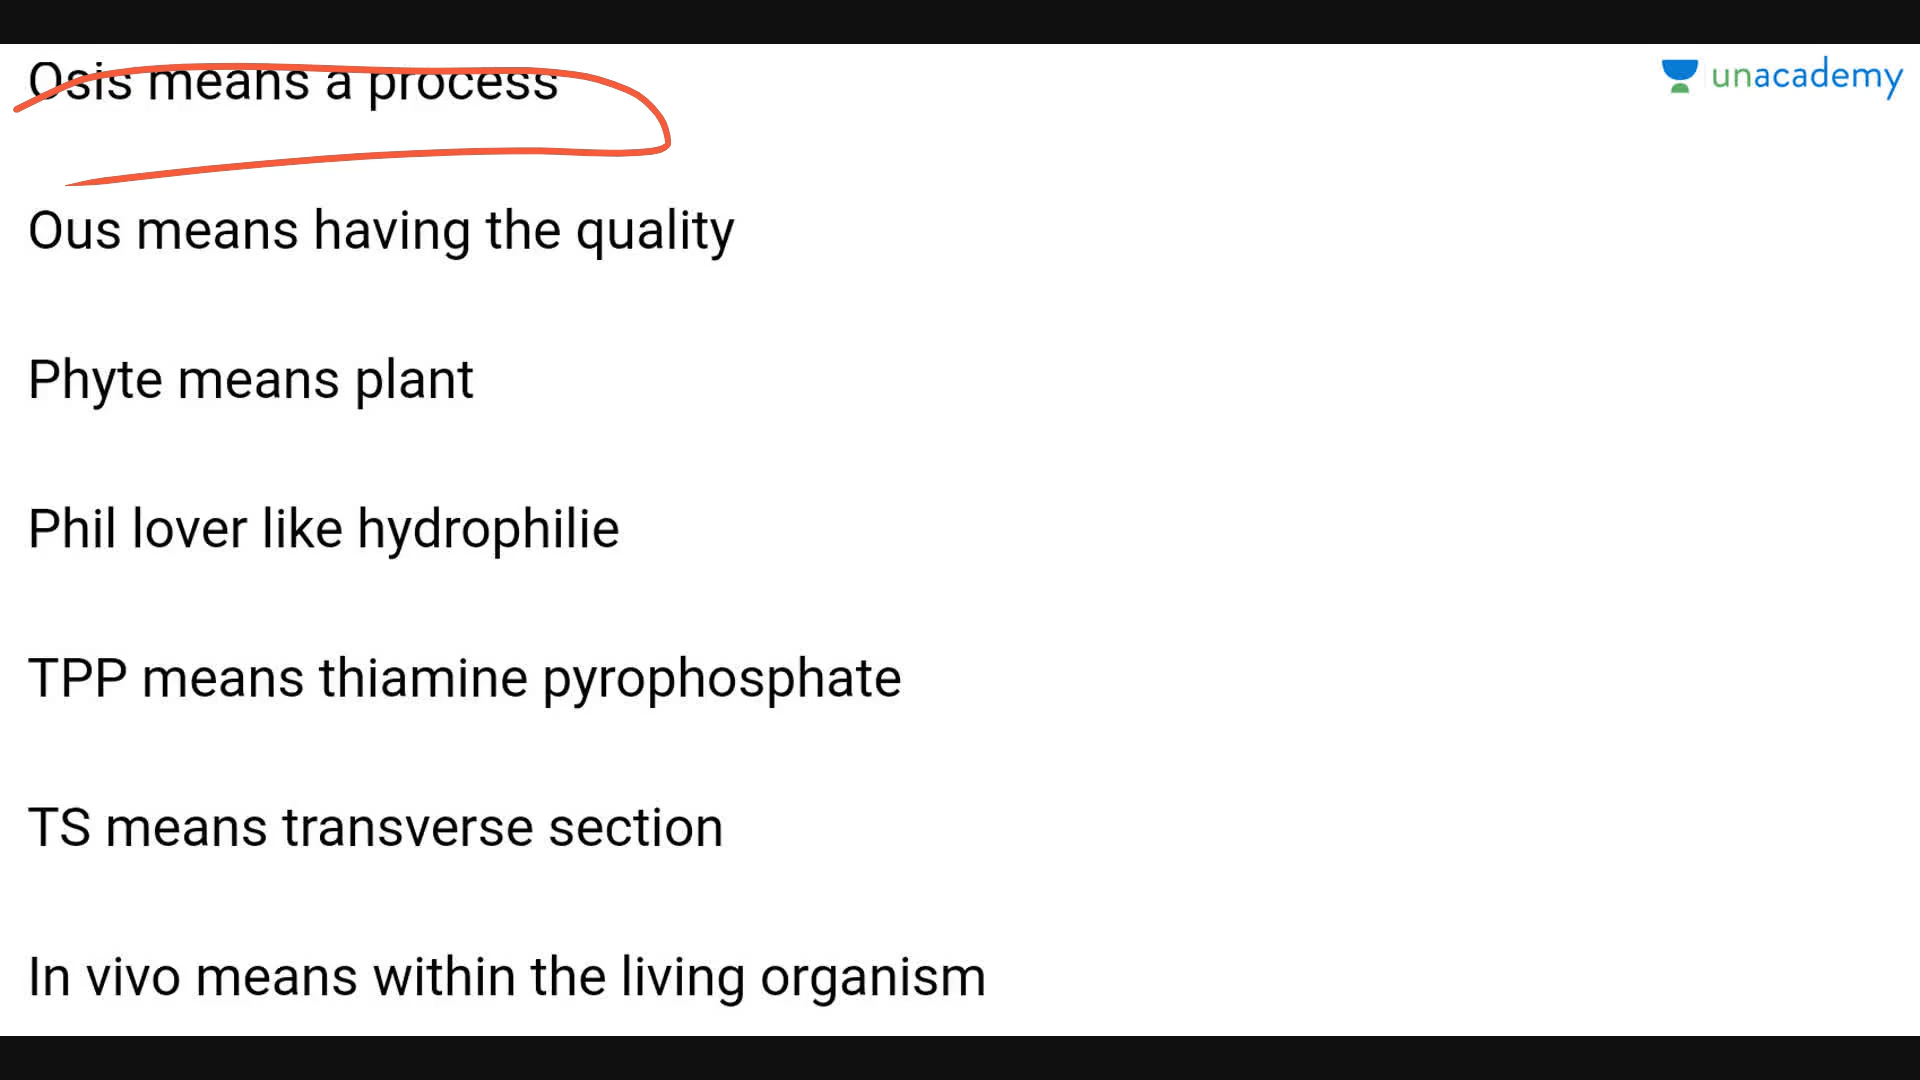 Osis means a process
unacademy
Ous means having the quality
Phyte means plant
Phil lover like hydrophilie
TPP means thiamine pyrophosphate
TS means transverse section
In vivo means within the living organism